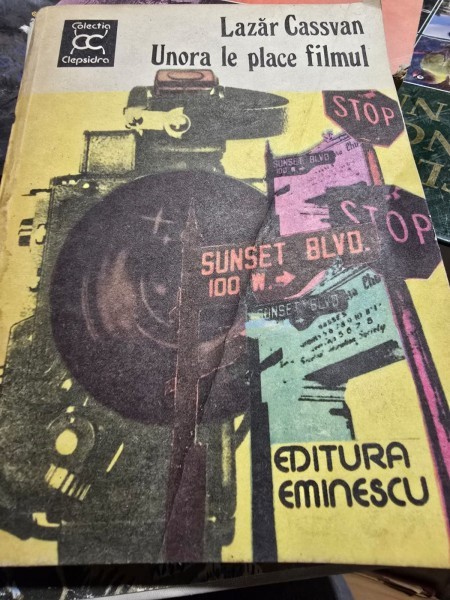 Colecția
Clepsidra
Lazăr Cassvan
Unora le place filmul
STOP
SUNSET BLVD.
100 W.
STOP
SUNSET BLVD.
100 W. →
SUNSET BLVD.
EDITURA
EMINESCU